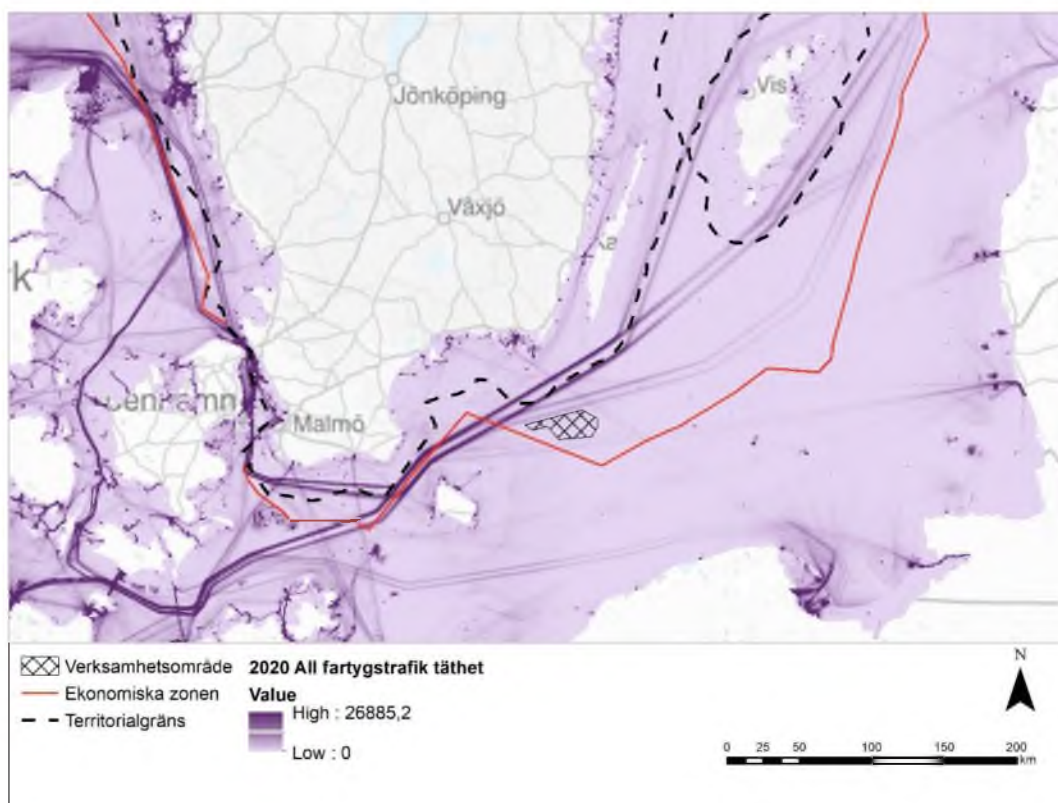 Jönköping
Vis
Växjö
k
Malmö
Verksamhetsområde
Ekonomiska zonen
Territorialgräns
2020 All fartygstrafik täthet
Value
High : 26885,2
Low : 0
N
0 25 50 100 150 200
km